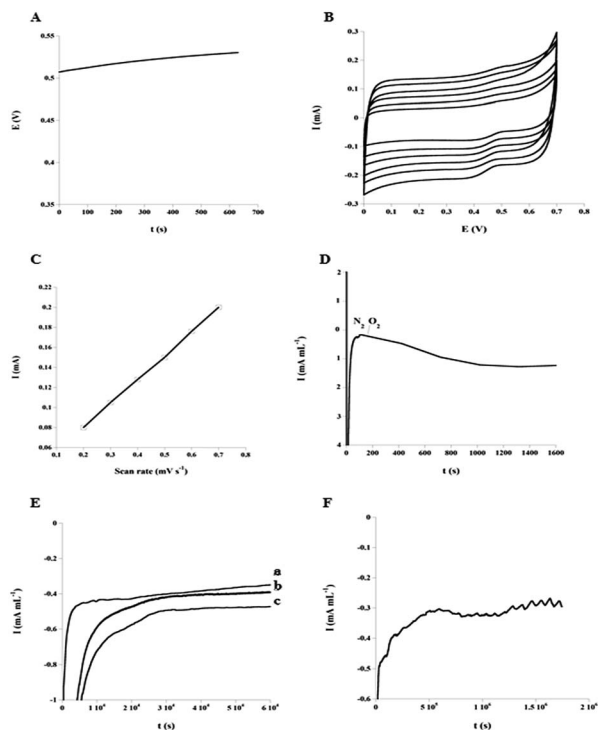 A
0,55
0,5
0,45
0,4
0,35
E (V)
0 100 200 300 400 500 600 700
t (s)
B
0.3
0.2
0.1
0
-0.1
-0.2
-0.3
I (mA)
0 0.1 0.2 0.3 0.4 0.5 0.6 0.7 0.8
E (V)
C
0.22
0.2
0.18
0.16
0.14
0.12
0.1
0.08
0,06
I (mA)
0.1 0.2 0.3 0.4 0.5 0.6 0.7 0.8
Scan rate (mV s⁻¹)
D
2
1
0
1
2
3
4
I (mA mL⁻¹)
N₂ O₂
0 200 400 600 800 1000 1200 1400 1600
t (s)
E
0
-0.2
-0.4
-0.6
-0.8
-1
I (mA mL⁻¹)
a
b
c
0 1 10⁴ 2 10⁴ 3 10⁴ 4 10⁴ 5 10⁴ 6 10⁴
t (s)
F
0
-0,1
-0,2
-0,3
-0,4
-0,5
-0,6
I (mA mL⁻¹)
0 5 10⁵ 1 10⁶ 1.5 10⁶ 2 10⁶
t (s)